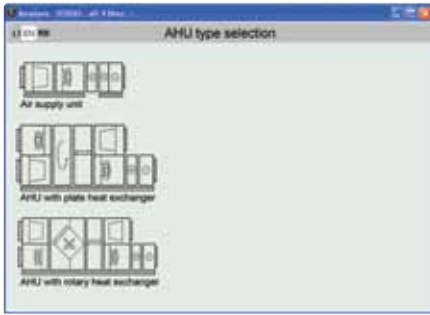 AHU type selection
Air supply unit
AHU with plate heat exchanger
AHU with rotary heat exchanger